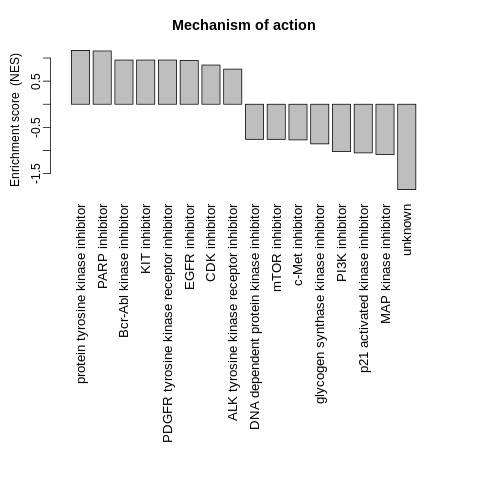 Mechanism of action
Enrichment score (NES)
0.5
-0.5
-1.5
protein tyrosine kinase inhibitor
PARP inhibitor
Bcr-Abl kinase inhibitor
KIT inhibitor
PDGFR tyrosine kinase receptor inhibitor
EGFR inhibitor
CDK inhibitor
ALK tyrosine kinase receptor inhibitor
DNA dependent protein kinase inhibitor
mTOR inhibitor
c-Met inhibitor
glycogen synthase kinase inhibitor
PI3K inhibitor
p21 activated kinase inhibitor
MAP kinase inhibitor
unknown